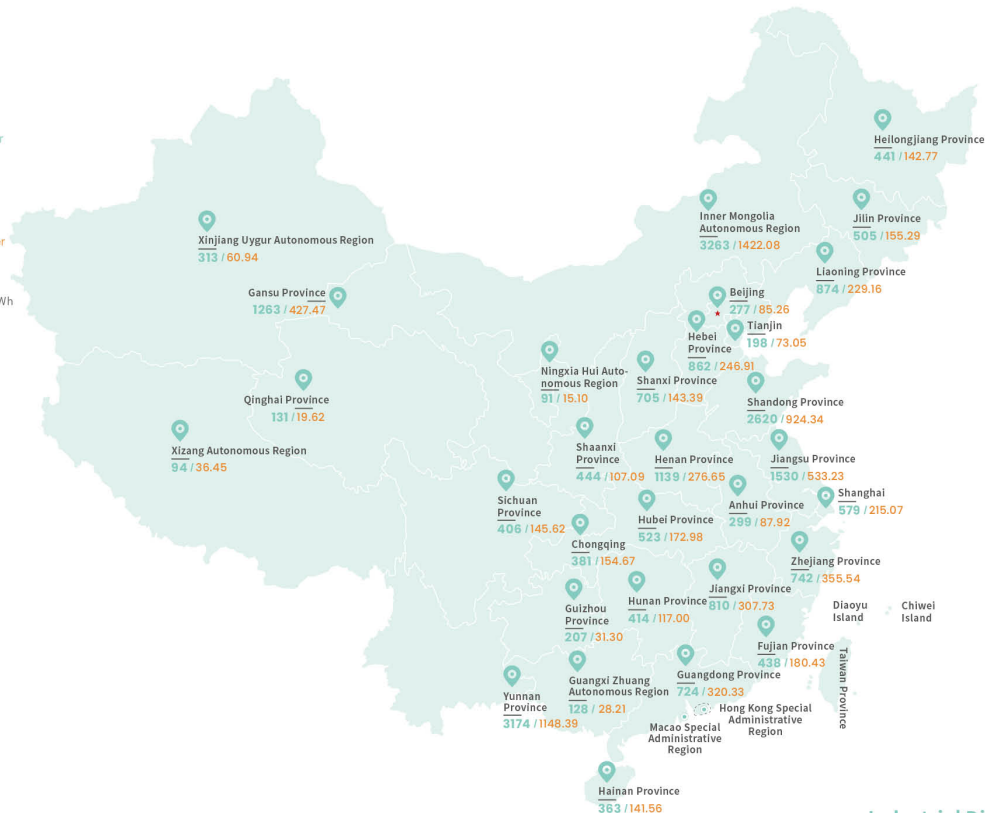 Heilongjiang Province
441 / 142.77
Jilin Province
505 / 155.29
Inner Mongolia
Autonomous Region
3263 / 1422.08
Xinjiang Uygur Autonomous Region
313 / 60.94
Liaoning Province
874 / 229.16
Gansu Province
1263 / 427.47
Beijing
277 / 85.26
Tianjin
198 / 73.05
Hebei
Province
862 / 246.91
Wh
Ningxia Hui Auto-
nomous Region
91 / 15.10
Shanxi Province
705 / 143.39
Qinghai Province
131 / 19.62
Shandong Province
2620 / 924.34
Xizang Autonomous Region
94 / 36.45
Shaanxi
Province
444 / 107.09
Henan Province
1139 / 276.65
Jiangsu Province
1530 / 533.23
Sichuan
Province
406 / 145.62
Hubei Province
523 / 172.98
Anhui Province
299 / 87.92
Shanghai
579 / 215.07
Chongqing
381 / 154.67
Zhejiang Province
742 / 355.54
Guizhou
Province
207 / 31.30
Hunan Province
414 / 117.00
Jiangxi Province
810 / 307.73
Diaoyu
Island
Chiwei
Island
Fujian Province
438 / 180.43
Taiwan Province
Yunnan
Province
3174 / 1148.39
Guangxi Zhuang
Autonomous Region
128 / 28.21
Guangdong Province
724 / 320.33
Hong Kong Special
Administrative
Region
Macao Special
Administrative
Region
Hainan Province
363 / 141.56